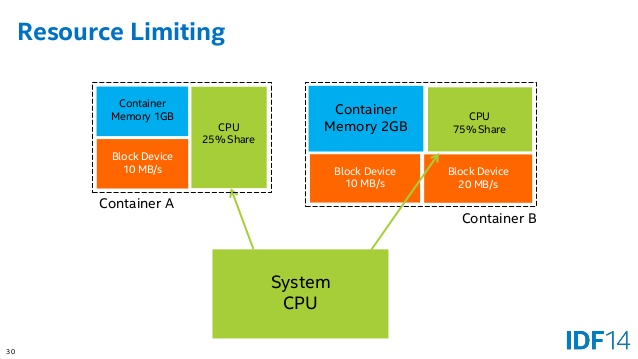 Resource Limiting
Container
Memory 1GB
CPU
25% Share
Block Device
10 MB/s
Container A
Container
Memory 2GB
CPU
75% Share
Block Device
10 MB/s
Block Device
20 MB/s
Container B
System
CPU
30
IDF14